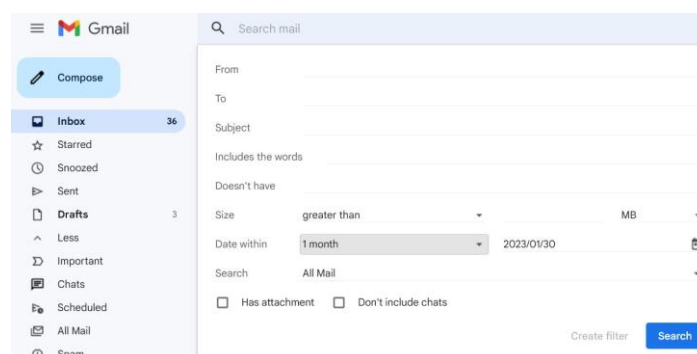 Gmail
Search mail
Compose
Inbox 36
Starred
Snoozed
Sent
Drafts 3
Less
Important
Chats
Scheduled
All Mail
Spam
From
To
Subject
Includes the words
Doesn't have
Size greater than MB
Date within 1 month 2023/01/30
Search All Mail
Has attachment Don't include chats
Create filter Search